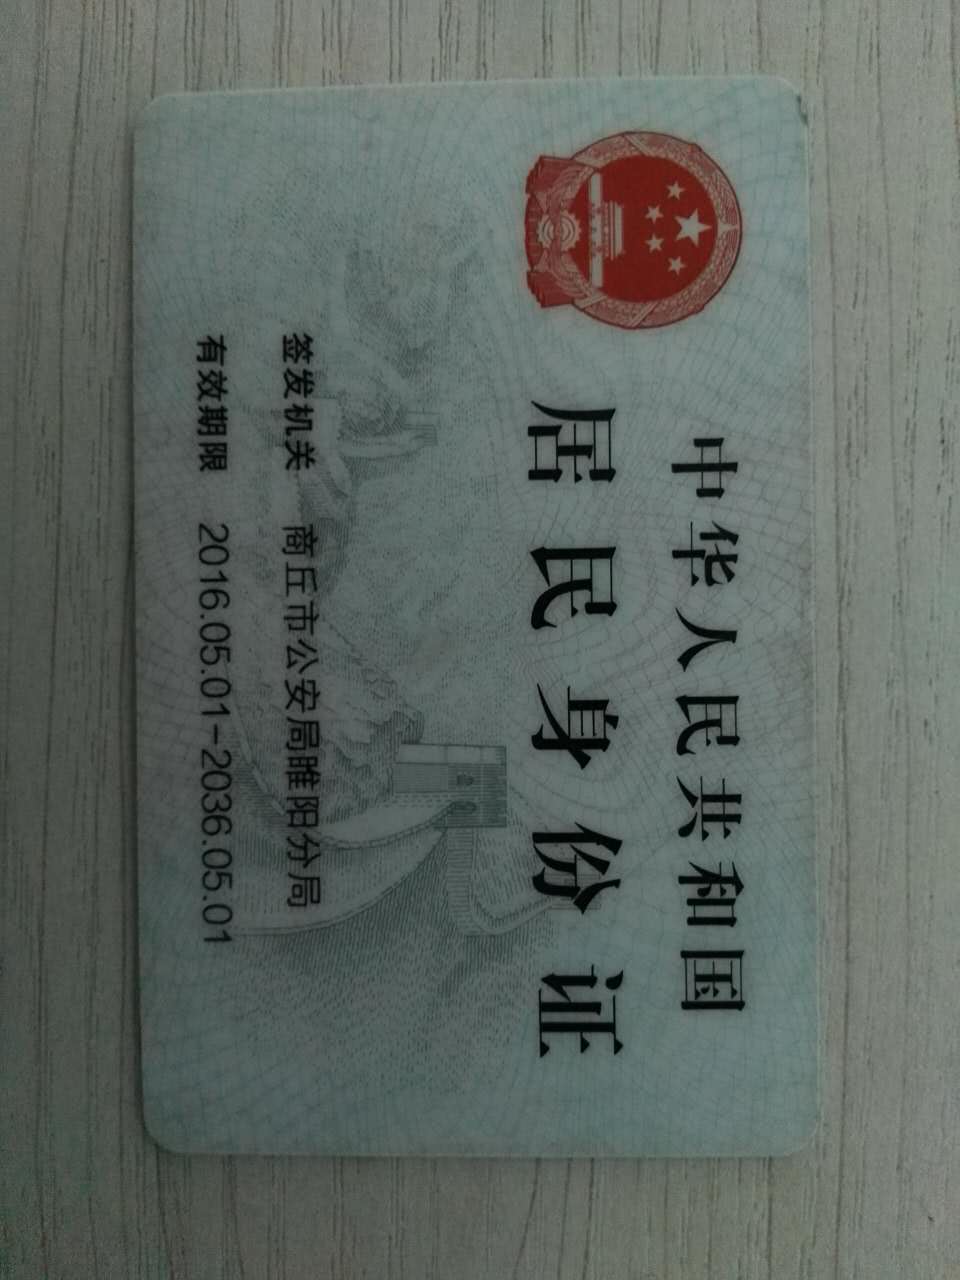 中华人民共和国
居民身份证
签发机关 商丘市公安局睢阳分局
有效期限 2016.05.01-2036.05.01